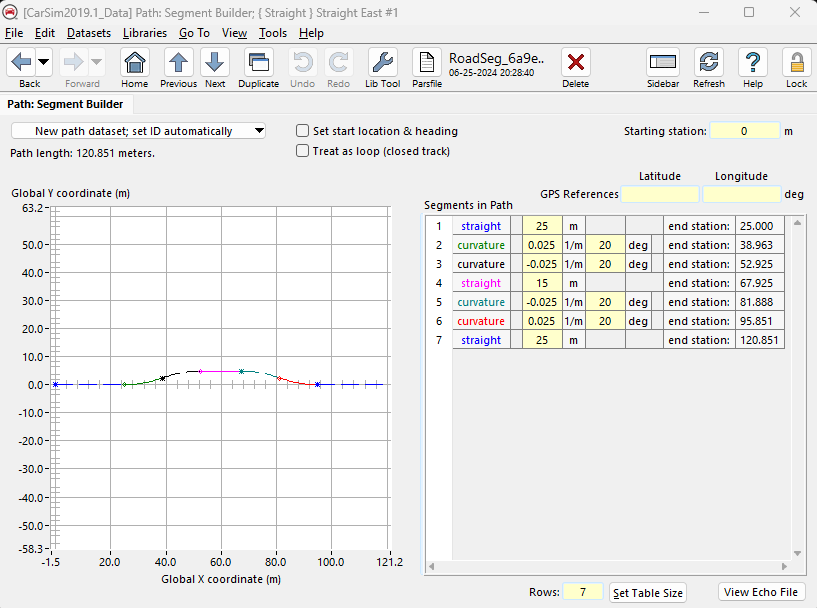 [CarSim2019.1_Data] Path: Segment Builder; { Straight } Straight East #1
File Edit Datasets Libraries Go To View Tools Help
Back Forward Home Previous Next Duplicate Undo Redo Lib Tool Parsfile RoadSeg_6a9e.. 06-25-2024 20:28:40 Delete Sidebar Refresh Help Lock
Path: Segment Builder
New path dataset; set ID automatically
Set start location & heading
Starting station: 0 m
Path length: 120.851 meters.
Treat as loop (closed track)
Latitude Longitude
GPS References deg
Global Y coordinate (m)
63.2
50.0
40.0
30.0
20.0
10.0
0.0
-10.0
-20.0
-30.0
-40.0
-50.0
-58.3
-1.5 20.0 40.0 60.0 80.0 100.0 121.2
Global X coordinate (m)
Segments in Path
1 straight 25 m end station: 25.000
2 curvature 0.025 1/m 20 deg end station: 38.963
3 curvature -0.025 1/m 20 deg end station: 52.925
4 straight 15 m end station: 67.925
5 curvature -0.025 1/m 20 deg end station: 81.888
6 curvature 0.025 1/m 20 deg end station: 95.851
7 straight 25 m end station: 120.851
Rows: 7 Set Table Size View Echo File